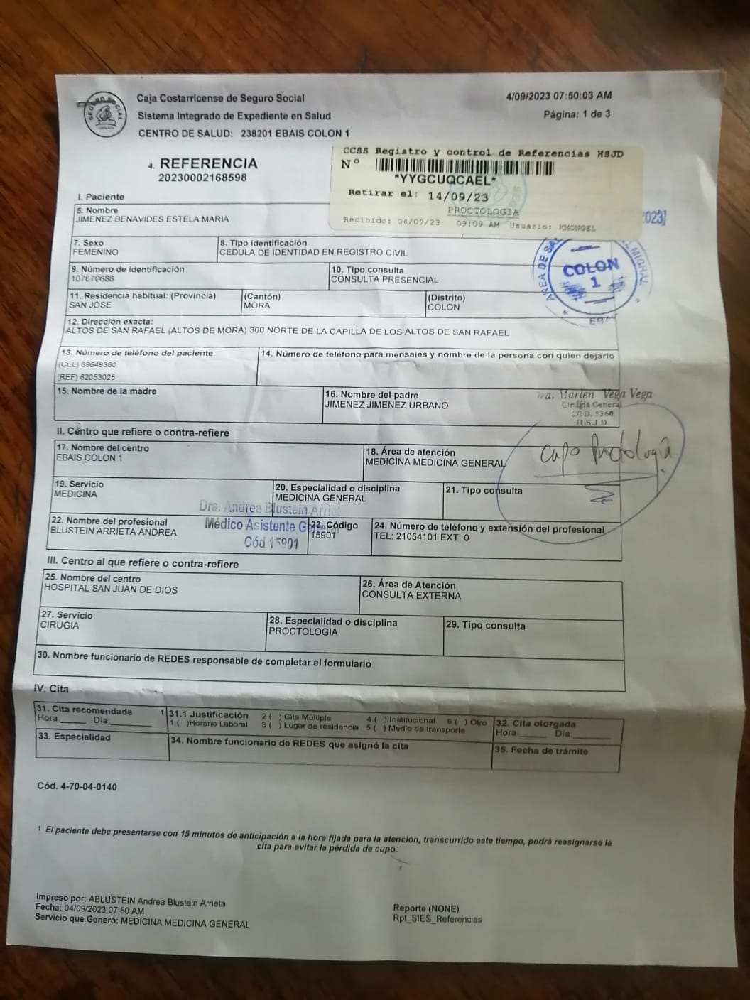 Caja Costarricense de Seguro Social
Sistema Integrado de Expediente en Salud
CENTRO DE SALUD: 238201 EBAIS COLON 1
4/09/2023 07:50:03 AM
Página: 1 de 3
4. REFERENCIA
20230002168598
CCSS Registro y control de Referencias HSJD
N°
*YYGCUQCAEL*
Retirar el: 14/09/23
PROCTOLOGIA
Recibido: 04/09/23 09:09 AM Usuario: KMONGEL
2023]
I. Paciente
5. Nombre
JIMENEZ BENAVIDES ESTELA MARIA
7. Sexo
FEMENINO
8. Tipo identificación
CEDULA DE IDENTIDAD EN REGISTRO CIVIL
9. Número de identificación
107670688
10. Tipo consulta
CONSULTA PRESENCIAL
COLON
1
11. Residencia habitual: (Provincia)
SAN JOSE
(Cantón)
MORA
(Distrito)
COLON
12. Dirección exacta:
ALTOS DE SAN RAFAEL (ALTOS DE MORA) 300 NORTE DE LA CAPILLA DE LOS ALTOS DE SAN RAFAEL
13. Número de teléfono del paciente
(CEL) 89649360
(REF) 62053025
14. Número de teléfono para mensajes y nombre de la persona con quien dejarlo
15. Nombre de la madre
16. Nombre del padre
JIMENEZ JIMENEZ URBANO
Dra. Marlen Vega Vega
Cirugía General
COD. 5368
H.S.J.D
II. Centro que refiere o contra-refiere
17. Nombre del centro
EBAIS COLON 1
18. Área de atención
MEDICINA MEDICINA GENERAL
Cupo Proctología
19. Servicio
MEDICINA
20. Especialidad o disciplina
MEDICINA GENERAL
21. Tipo consulta
Dra. Andrea Blustein Arriet
Médico Asistente General
Cód 15901
22. Nombre del profesional
BLUSTEIN ARRIETA ANDREA
23. Código
15901
24. Número de teléfono y extensión del profesional
TEL: 21054101 EXT: 0
III. Centro al que refiere o contra-refiere
25. Nombre del centro
HOSPITAL SAN JUAN DE DIOS
26. Área de Atención
CONSULTA EXTERNA
27. Servicio
CIRUGIA
28. Especialidad o disciplina
PROCTOLOGIA
29. Tipo consulta
30. Nombre funcionario de REDES responsable de completar el formulario
IV. Cita
31. Cita recomendada 1
Hora:_____ Dia:________
31.1 Justificación 2 ( ) Cita Múltiple 4 ( ) Institucional 6 ( ) Otro
1 ( )Horario Laboral 3 ( ) Lugar de residencia 5 ( ) Medio de transporte
32. Cita otorgada
Hora:_____ Dia:_______
33. Especialidad
34. Nombre funcionario de REDES que asignó la cita
35. Fecha de trámite
Cód. 4-70-04-0140
1 El paciente debe presentarse con 15 minutos de anticipación a la hora fijada para la atención, transcurrido este tiempo, podrá reasignarse la
cita para evitar la pérdida de cupo.
Impreso por: ABLUSTEIN Andrea Blustein Arrieta
Fecha: 04/09/2023 07 50 AM
Servicio que Generó: MEDICINA MEDICINA GENERAL
Reporte (NONE)
Rpt_SIES_Referencias